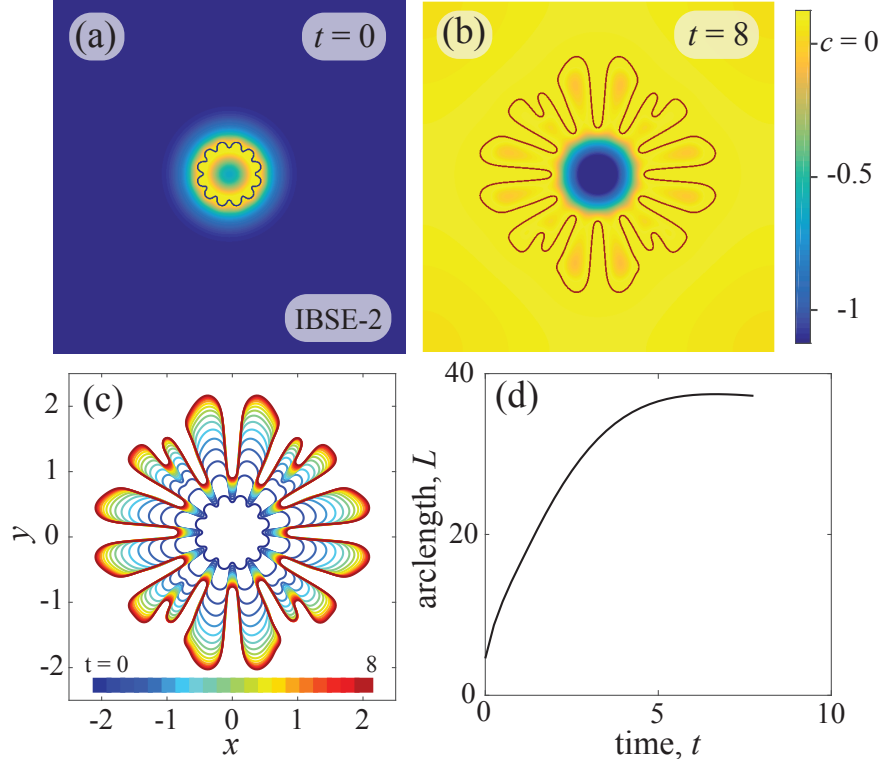 (a)
t = 0
IBSE-2
(b)
t = 8
c = 0
-0.5
-1
(c)
y
2
1
0
-1
-2
t = 0
8
-2
-1
0
1
2
x
(d)
arclength, L
40
20
0
0
5
10
time, t